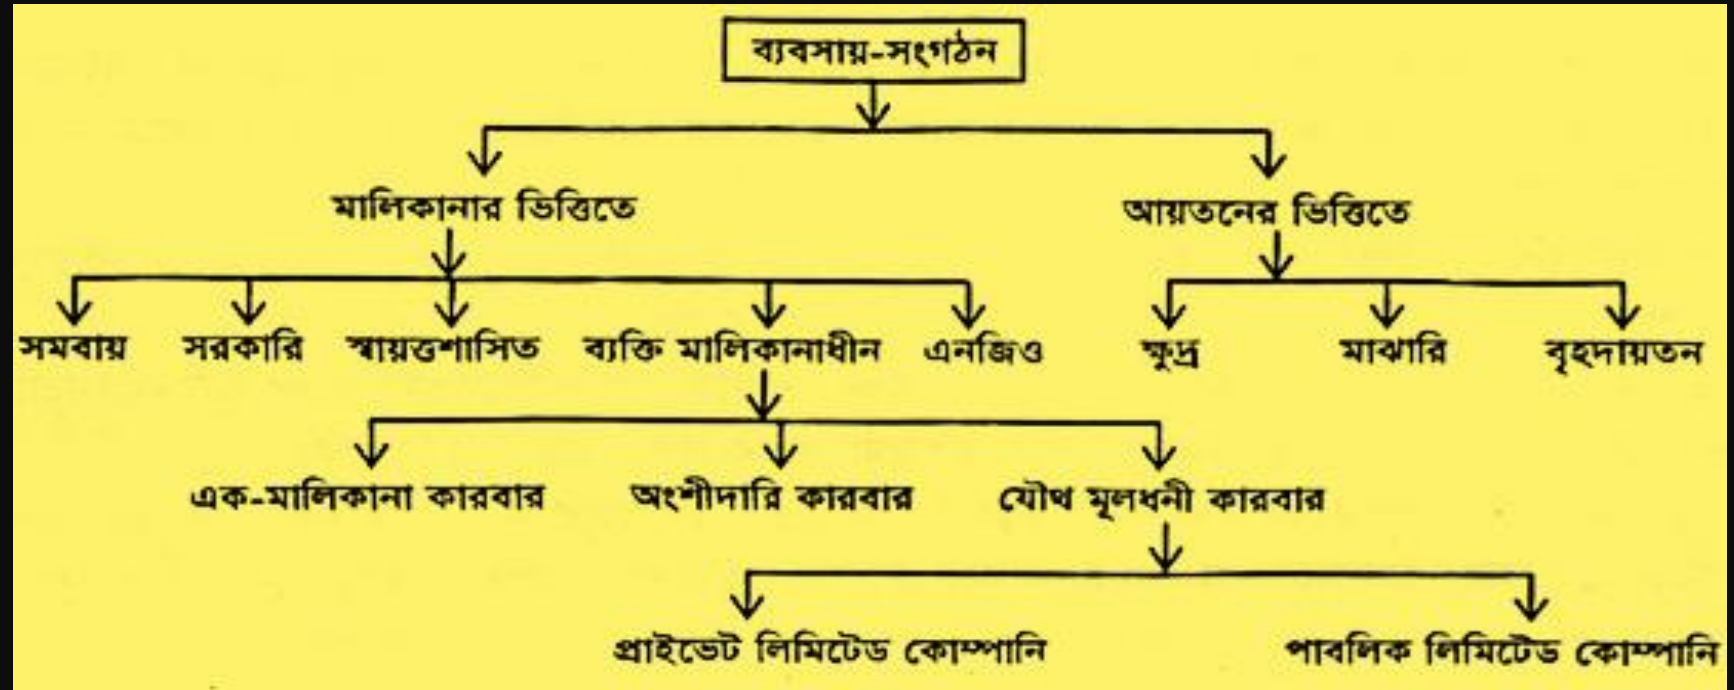 ব্যবসায়-সংগঠন
মালিকানার ভিত্তিতে
আয়তনের ভিত্তিতে
সমবায়
সরকারি
স্বায়ত্তশাসিত
ব্যক্তি মালিকানাধীন
এনজিও
ক্ষুদ্র
মাঝারি
বৃহদায়তন
এক-মালিকানা কারবার
অংশীদারি কারবার
যৌথ মূলধনী কারবার
প্রাইভেট লিমিটেড কোম্পানি
পাবলিক লিমিটেড কোম্পানি